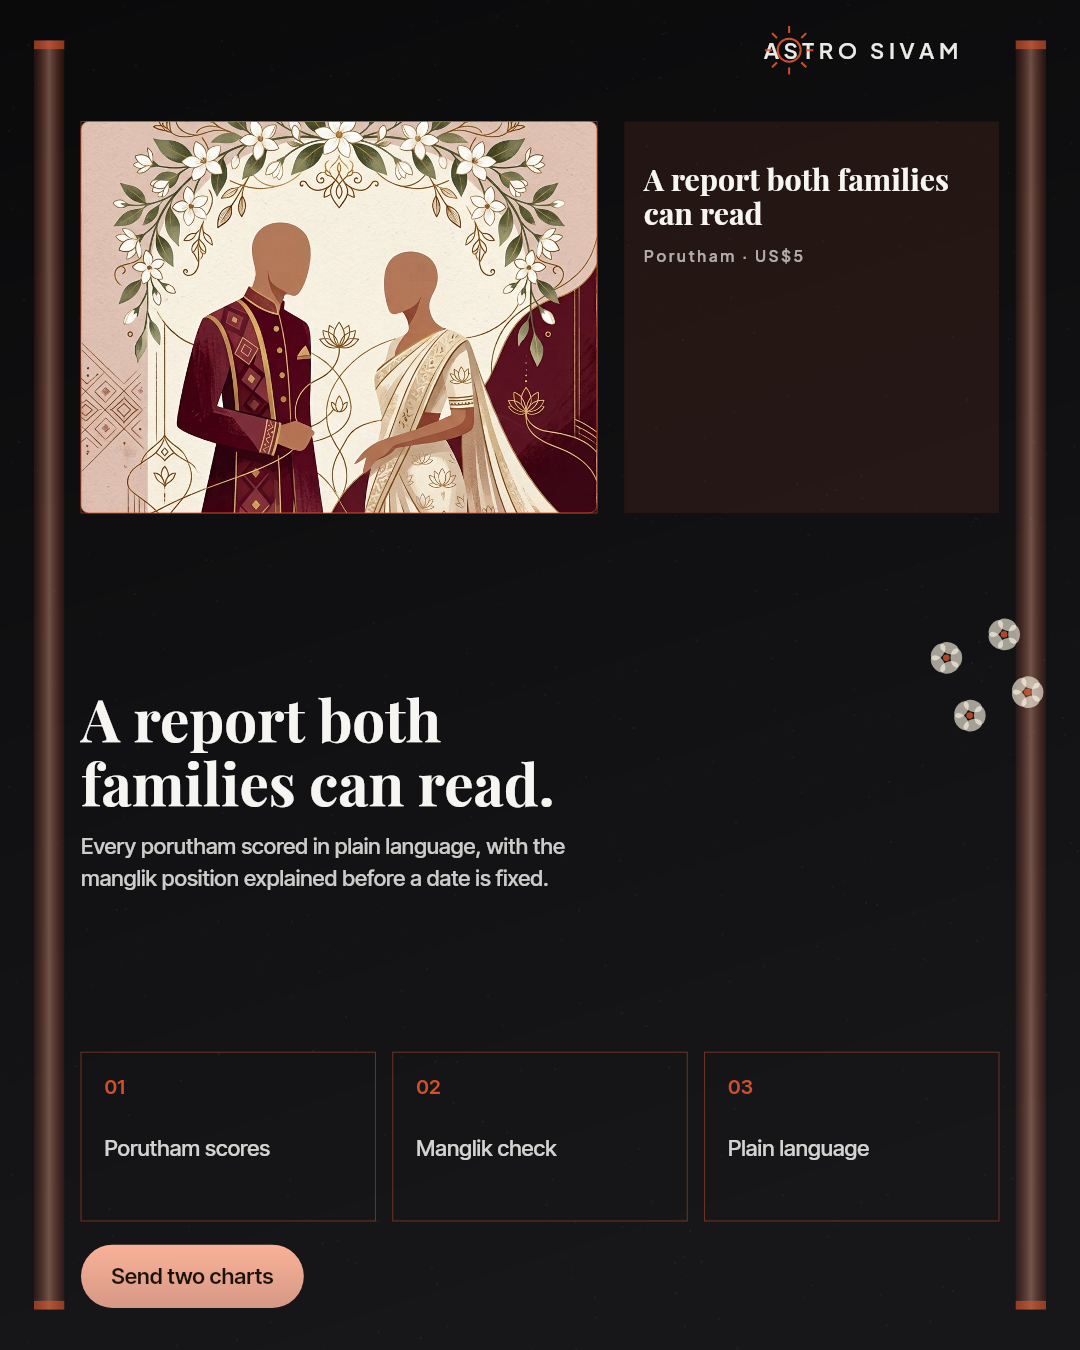 ASTRO SIVAM
A report both families
can read
Porutham · US$5
A report both
families can read.
Every porutham scored in plain language, with the
manglik position explained before a date is fixed.
01
Porutham scores
02
Manglik check
03
Plain language
Send two charts